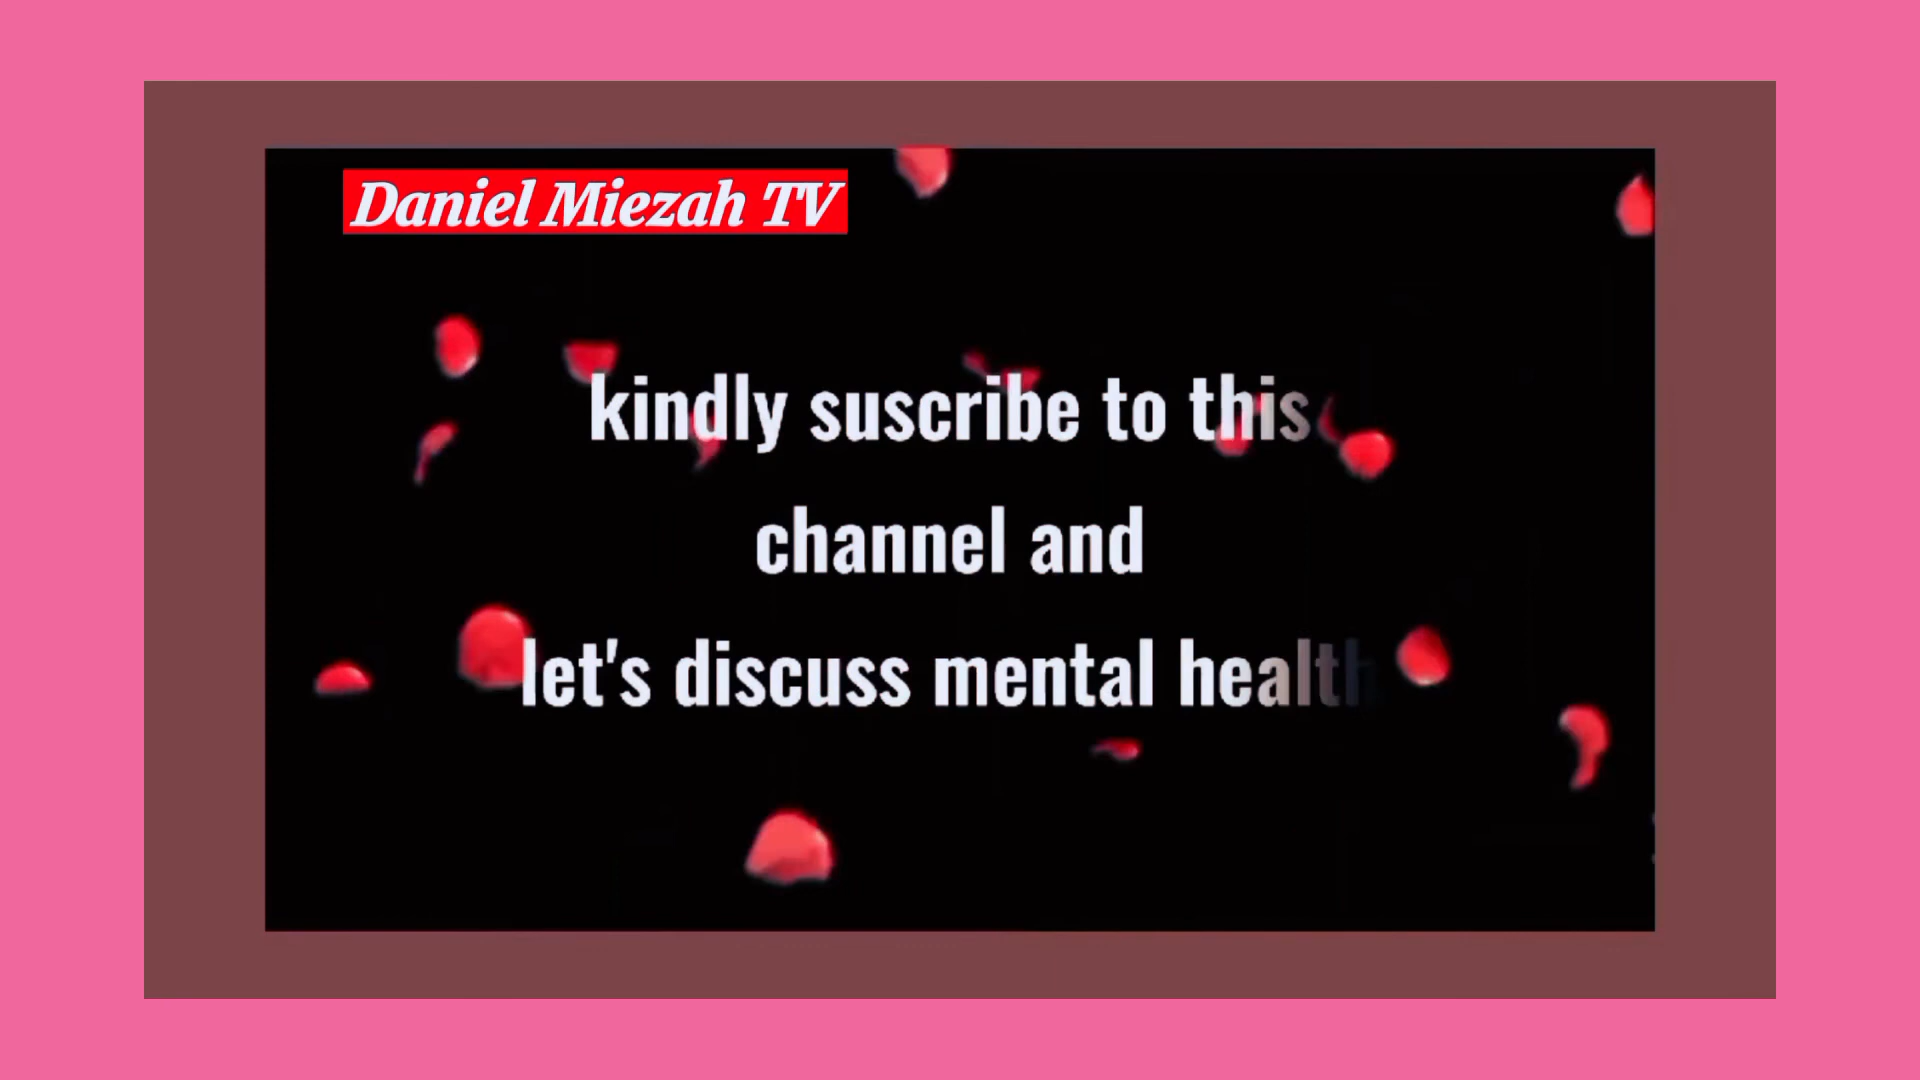 Daniel Miezah TV
kindly suscribe to this
channel and
let's discuss mental health